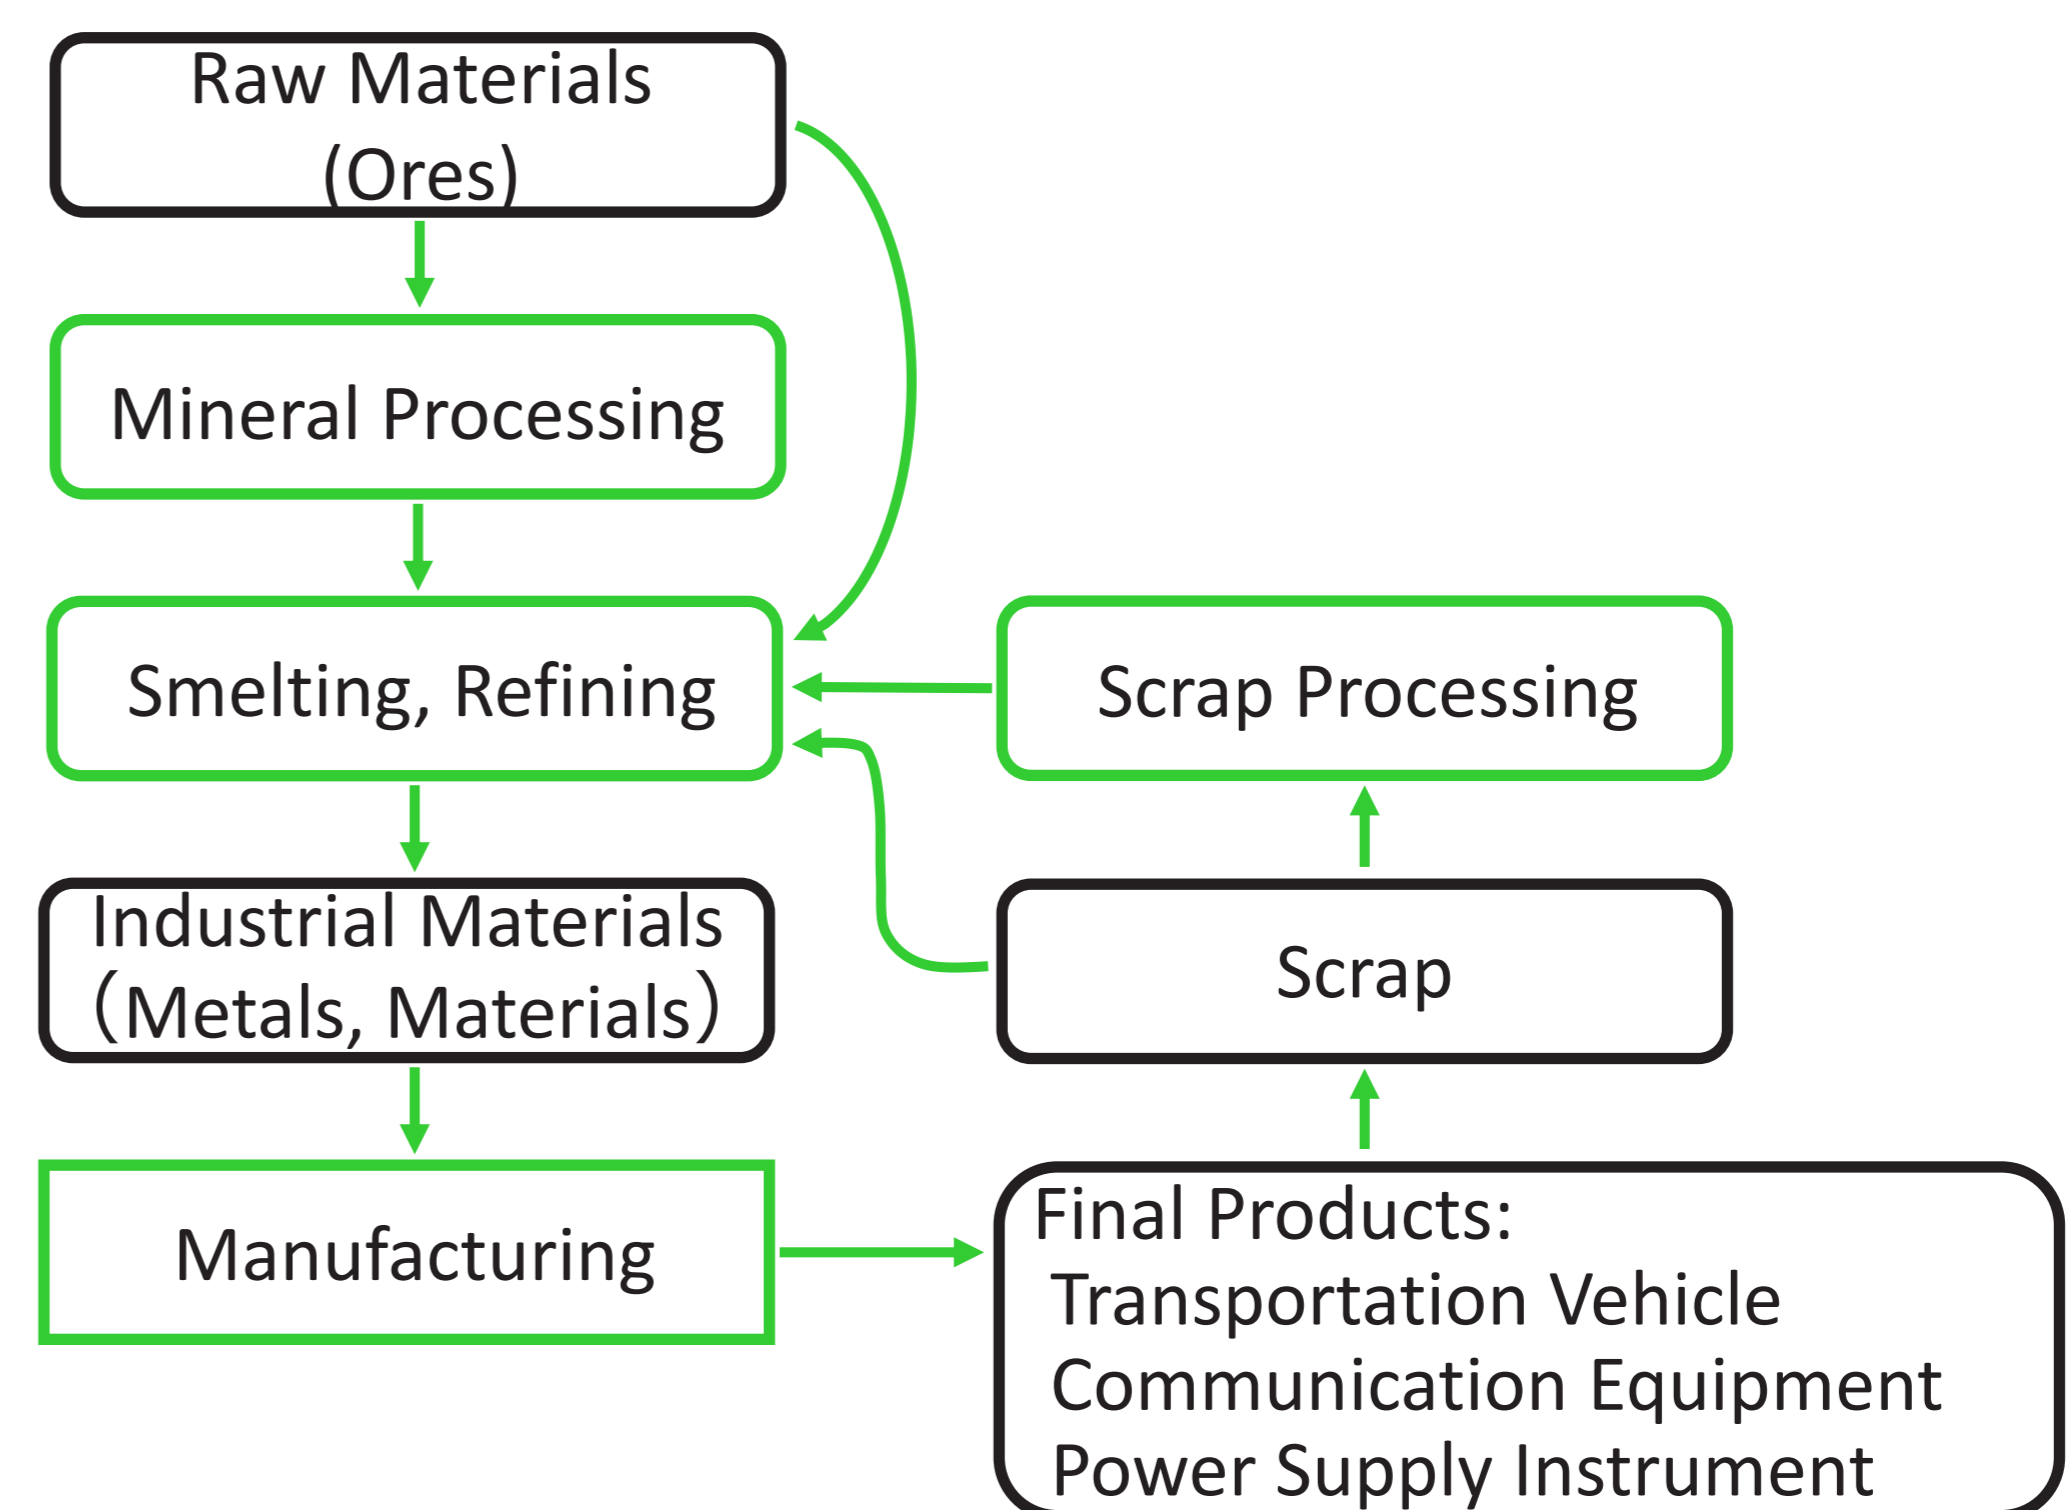 Raw Materials
(Ores)
Mineral Processing
Smelting, Refining
Scrap Processing
Industrial Materials
（Metals, Materials）
Scrap
Manufacturing
Final Products:
Transportation Vehicle
Communication Equipment
Power Supply Instrument